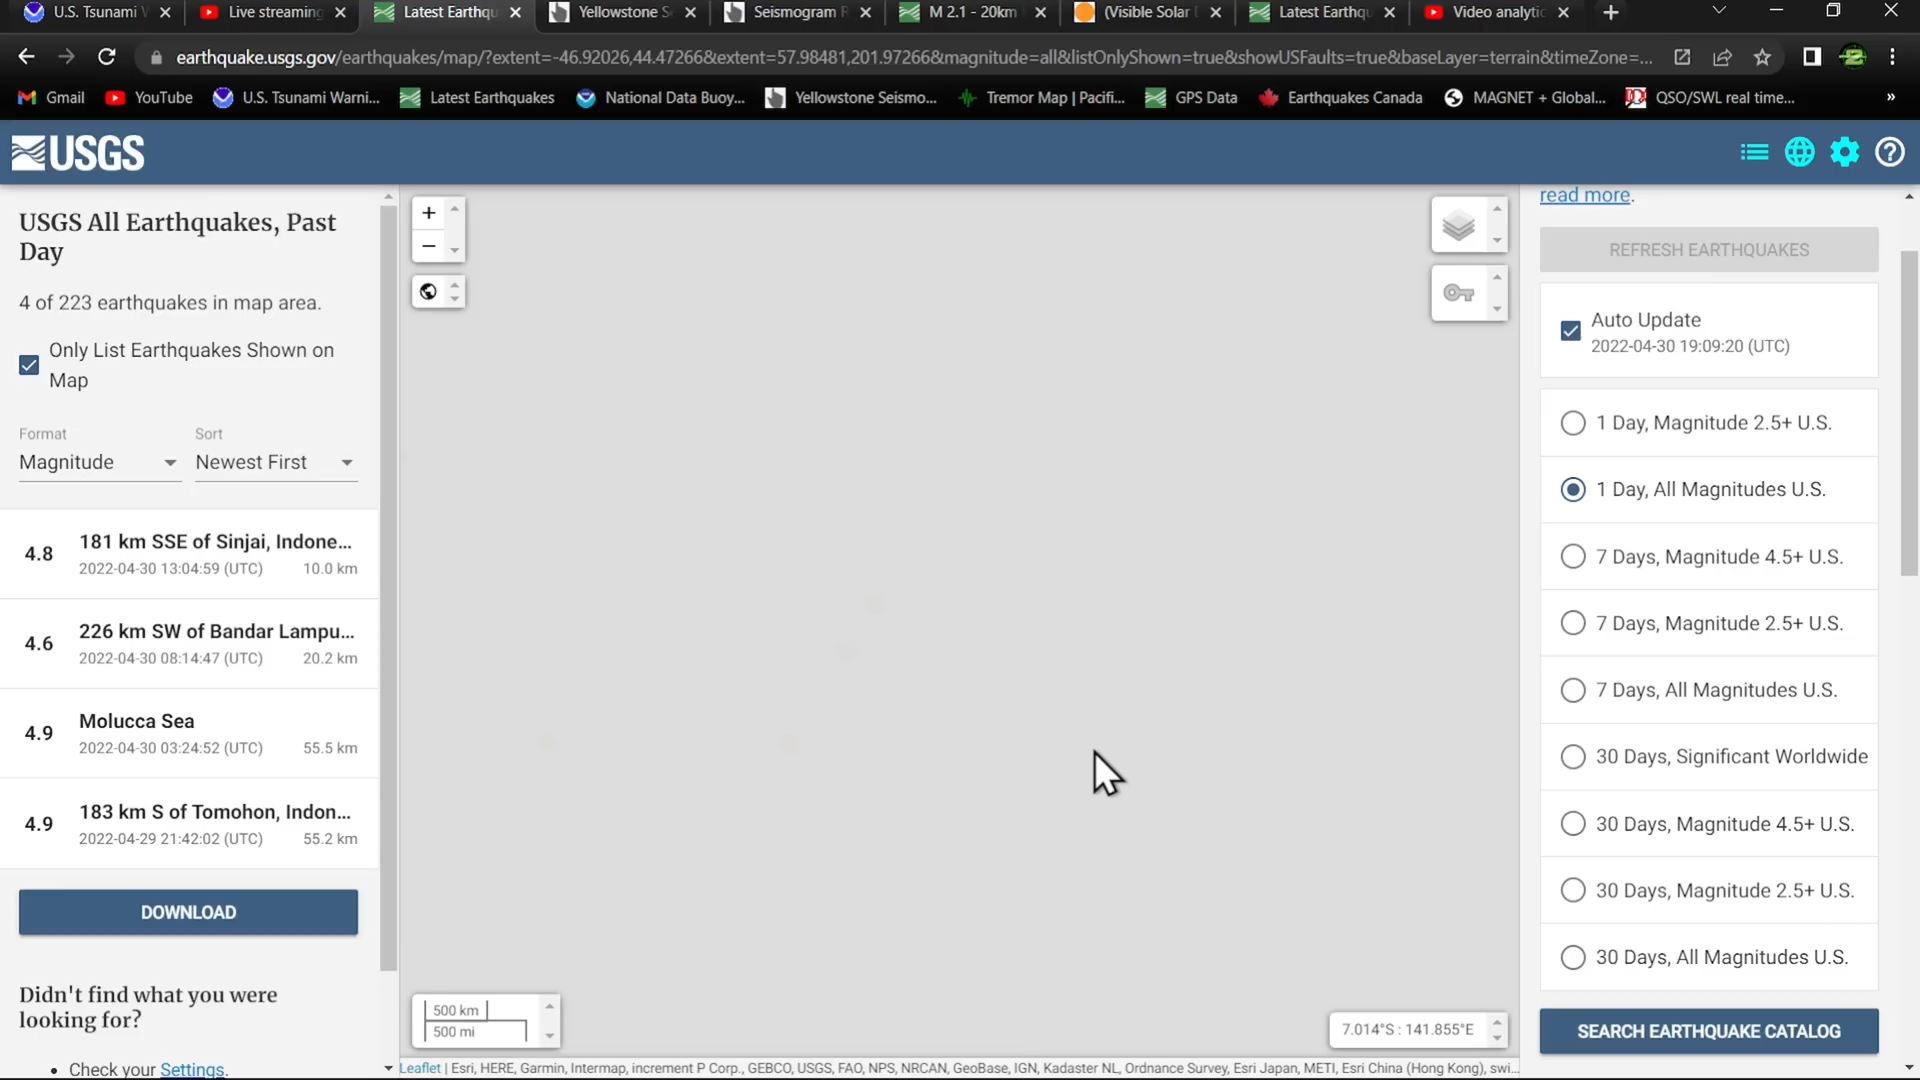 U.S. Tsunami W
Live streaming
Latest Earthqu
Yellowstone S
Seismogram R
M 2.1 - 20km
(Visible Solar
Latest Earthqu
Video analytic
earthquake.usgs.gov/earthquakes/map/?extent=-46.92026,44.47266&extent=57.98481,201.97266&magnitude=all&listOnlyShown=true&showUSFaults=true&baseLayer=terrain&timeZone=...
Gmail
YouTube
U.S. Tsunami Warni...
Latest Earthquakes
National Data Buoy...
Yellowstone Seismo...
Tremor Map | Pacifi...
GPS Data
Earthquakes Canada
MAGNET + Global...
QSO/SWL real time...
»
USGS
USGS All Earthquakes, Past
Day
4 of 223 earthquakes in map area.
Only List Earthquakes Shown on
Map
Format
Sort
Magnitude
Newest First
4.8
181 km SSE of Sinjai, Indone...
2022-04-30 13:04:59 (UTC) 10.0 km
4.6
226 km SW of Bandar Lampu...
2022-04-30 08:14:47 (UTC) 20.2 km
4.9
Molucca Sea
2022-04-30 03:24:52 (UTC) 55.5 km
4.9
183 km S of Tomohon, Indon...
2022-04-29 21:42:02 (UTC) 55.2 km
DOWNLOAD
Didn't find what you were
looking for?
• Check your Settings.
+
−
500 km
500 mi
7.014°S : 141.855°E
Leaflet | Esri, HERE, Garmin, Intermap, increment P Corp., GEBCO, USGS, FAO, NPS, NRCAN, GeoBase, IGN, Kadaster NL, Ordnance Survey, Esri Japan, METI, Esri China (Hong Kong), swi...
read more.
REFRESH EARTHQUAKES
Auto Update
2022-04-30 19:09:20 (UTC)
1 Day, Magnitude 2.5+ U.S.
1 Day, All Magnitudes U.S.
7 Days, Magnitude 4.5+ U.S.
7 Days, Magnitude 2.5+ U.S.
7 Days, All Magnitudes U.S.
30 Days, Significant Worldwide
30 Days, Magnitude 4.5+ U.S.
30 Days, Magnitude 2.5+ U.S.
30 Days, All Magnitudes U.S.
SEARCH EARTHQUAKE CATALOG